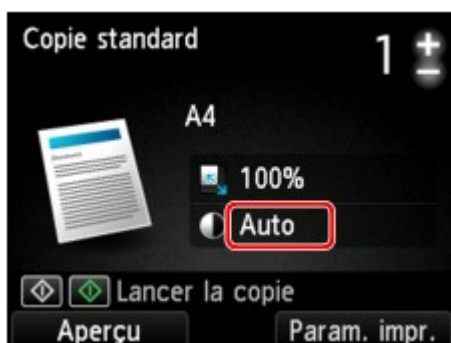 Copie standard
1
A4
100%
Auto
Lancer la copie
Aperçu
Param. impr.